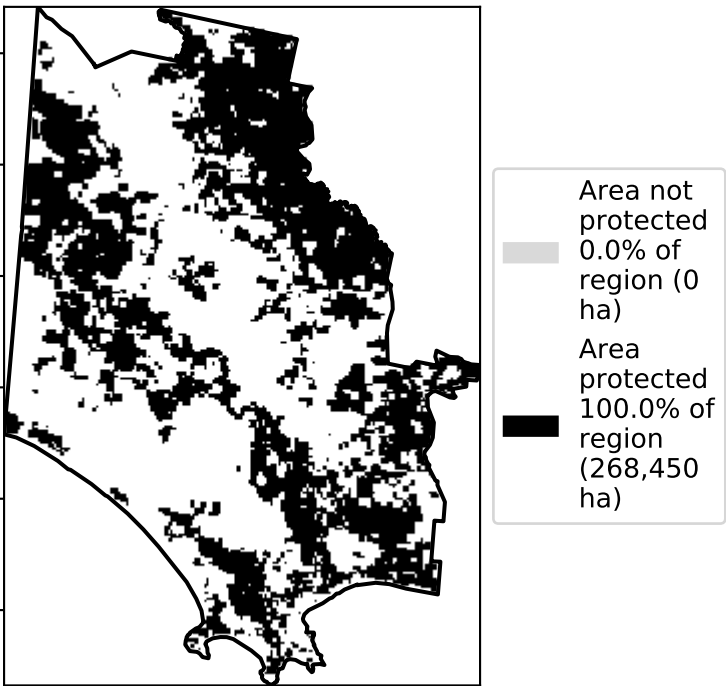 Area not
protected
0.0% of
region (0
ha)
Area
protected
100.0% of
region
(268,450
ha)